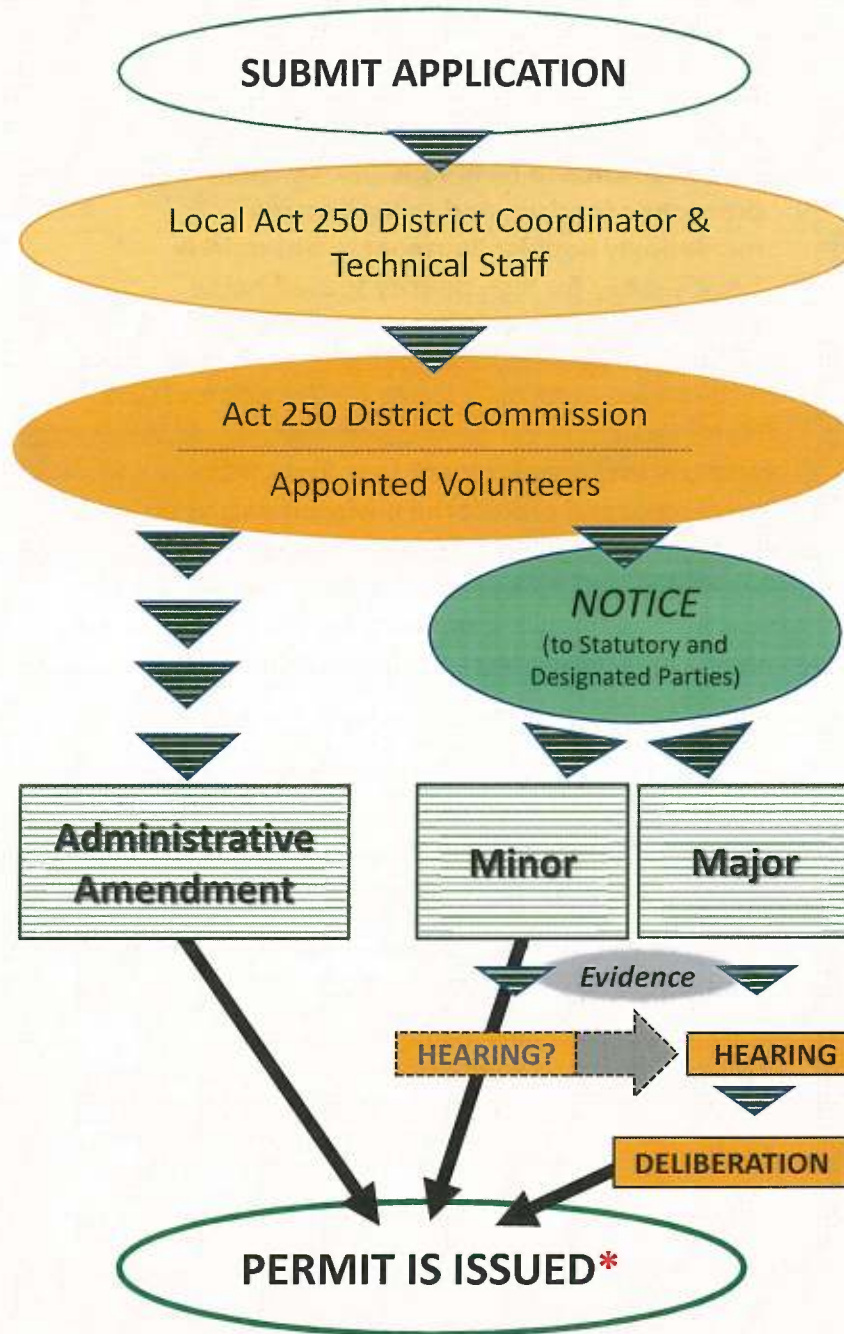 SUBMIT APPLICATION
Local Act 250 District Coordinator &
Technical Staff
Act 250 District Commission
Appointed Volunteers
NOTICE
(to Statutory and
Designated Parties)
Administrative
Amendment
Minor
Major
Evidence
HEARING?
HEARING
DELIBERATION
PERMIT IS ISSUED*